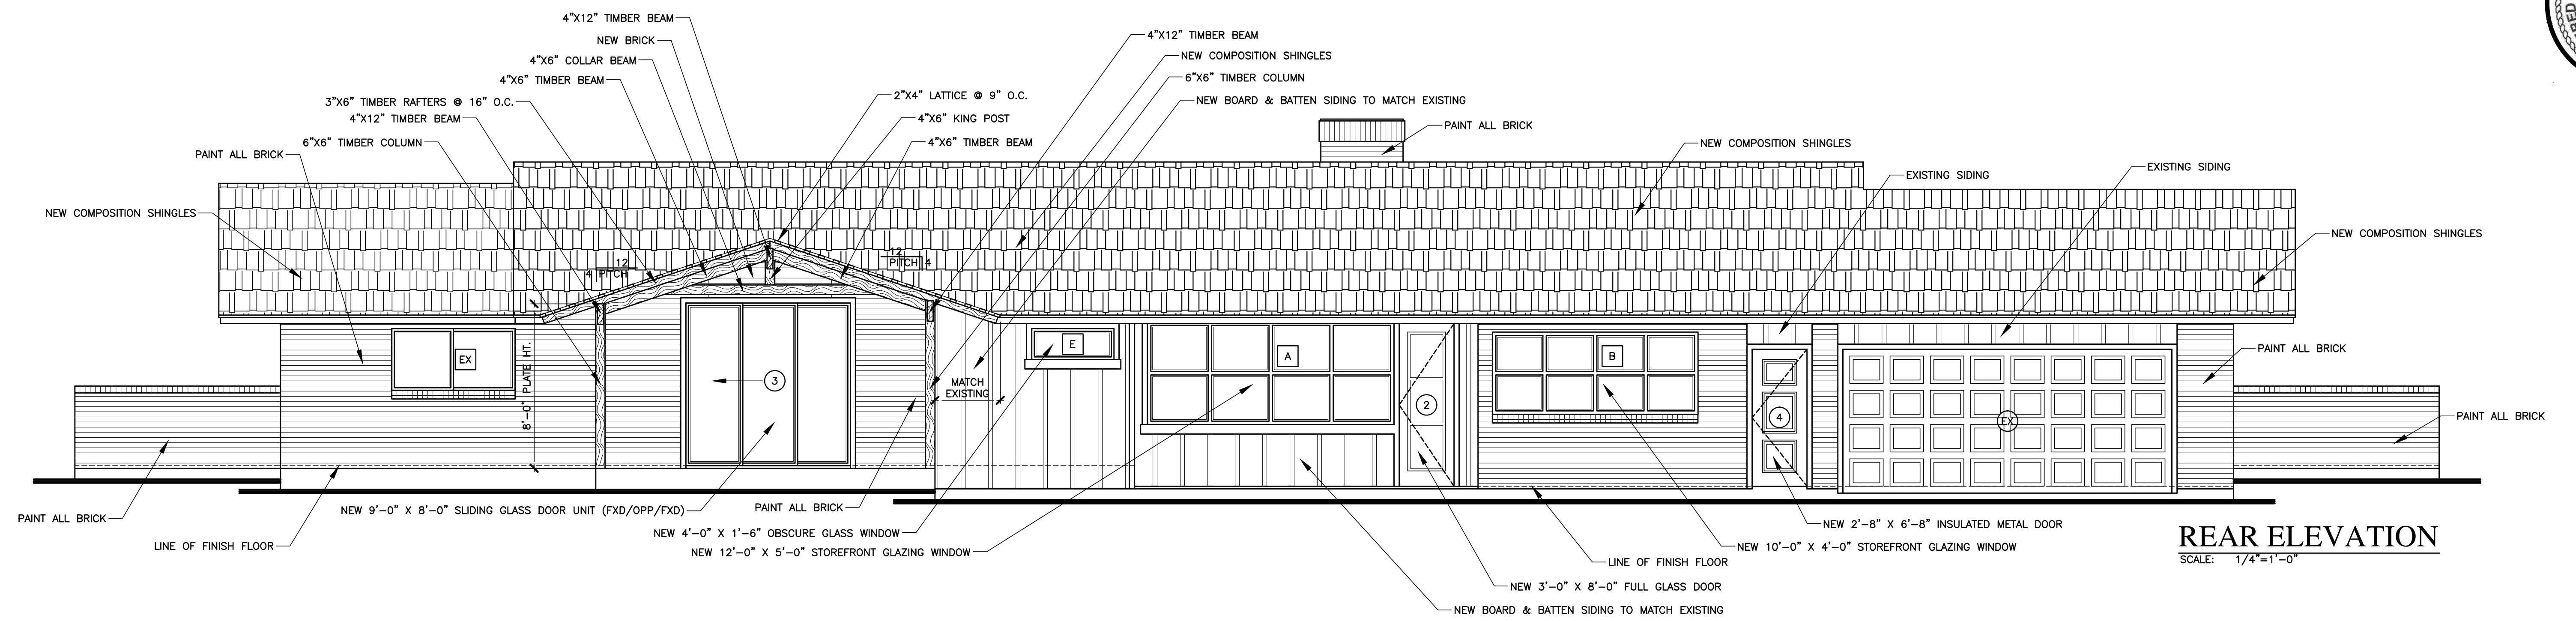 4"X12" TIMBER BEAM
NEW BRICK
4"X6" COLLAR BEAM
4"X6" TIMBER BEAM
3"X6" TIMBER RAFTERS @ 16" O.C.
4"X12" TIMBER BEAM
6"X6" TIMBER COLUMN
PAINT ALL BRICK
NEW COMPOSITION SHINGLES
2"X4" LATTICE @ 9" O.C.
4"X6" KING POST
4"X6" TIMBER BEAM
4"X12" TIMBER BEAM
NEW COMPOSITION SHINGLES
6"X6" TIMBER COLUMN
NEW BOARD & BATTEN SIDING TO MATCH EXISTING
PAINT ALL BRICK
NEW COMPOSITION SHINGLES
EXISTING SIDING
EXISTING SIDING
NEW COMPOSITION SHINGLES
RED
12
4 PITCH
12
PITCH 4
EX
8'-0" PLATE HT.
3
MATCH
EXISTING
E
A
2
B
4
EX
PAINT ALL BRICK
PAINT ALL BRICK
PAINT ALL BRICK
LINE OF FINISH FLOOR
NEW 9'-0" X 8'-0" SLIDING GLASS DOOR UNIT (FXD/OPP/FXD)
PAINT ALL BRICK
NEW 4'-0" X 1'-6" OBSCURE GLASS WINDOW
NEW 12'-0" X 5'-0" STOREFRONT GLAZING WINDOW
NEW 2'-8" X 6'-8" INSULATED METAL DOOR
NEW 10'-0" X 4'-0" STOREFRONT GLAZING WINDOW
LINE OF FINISH FLOOR
NEW 3'-0" X 8'-0" FULL GLASS DOOR
NEW BOARD & BATTEN SIDING TO MATCH EXISTING
REAR ELEVATION
SCALE: 1/4"=1'-0"